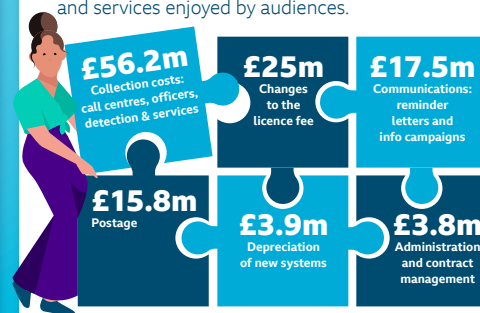 and services enjoyed by audiences.
£56.2m
Collection costs:
call centres, officers,
detection & services
£25m
Changes
to the
licence fee
£17.5m
Communications:
reminder
letters and
info campaigns
£15.8m
Postage
£3.9m
Depreciation
of new systems
£3.8m
Administration
and contract
management